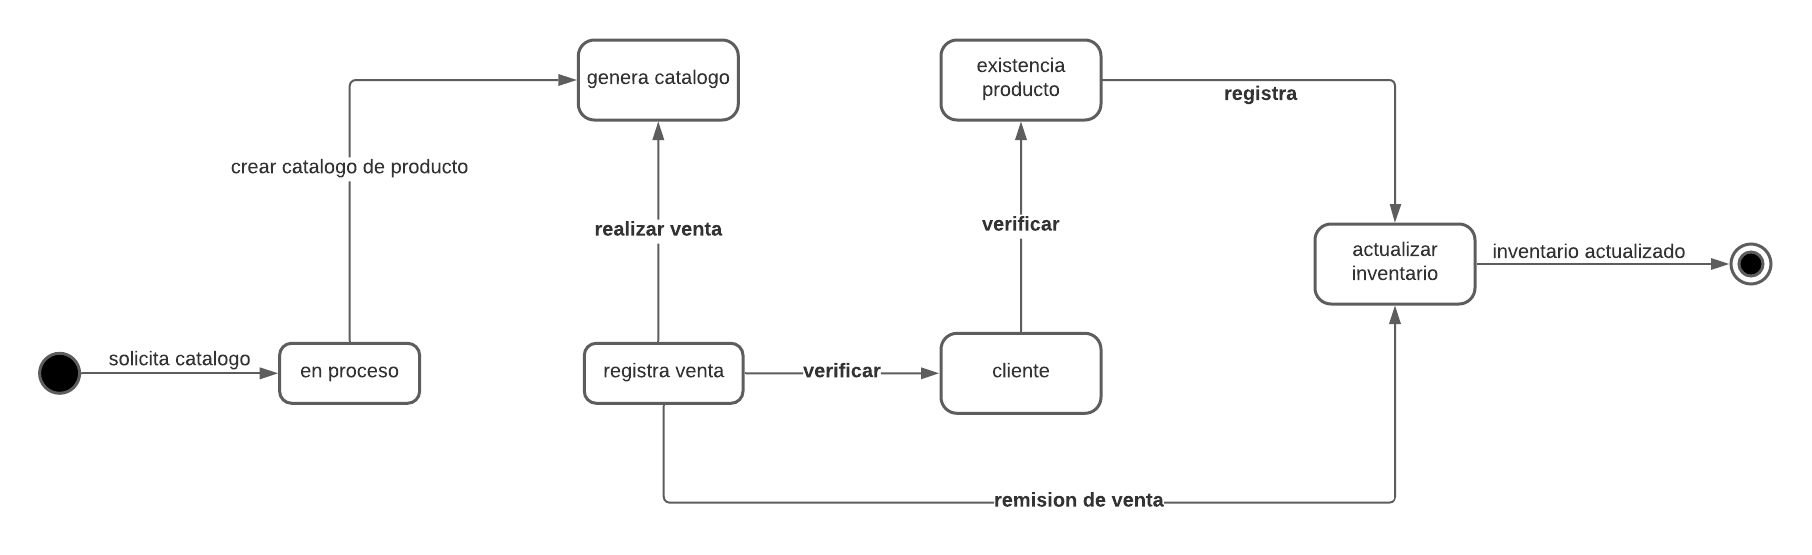 genera catalogo
existencia
producto
registra
crear catalogo de producto
realizar venta
verificar
actualizar
inventario
inventario actualizado
solicita catalogo
en proceso
registra venta
verificar
cliente
remision de venta